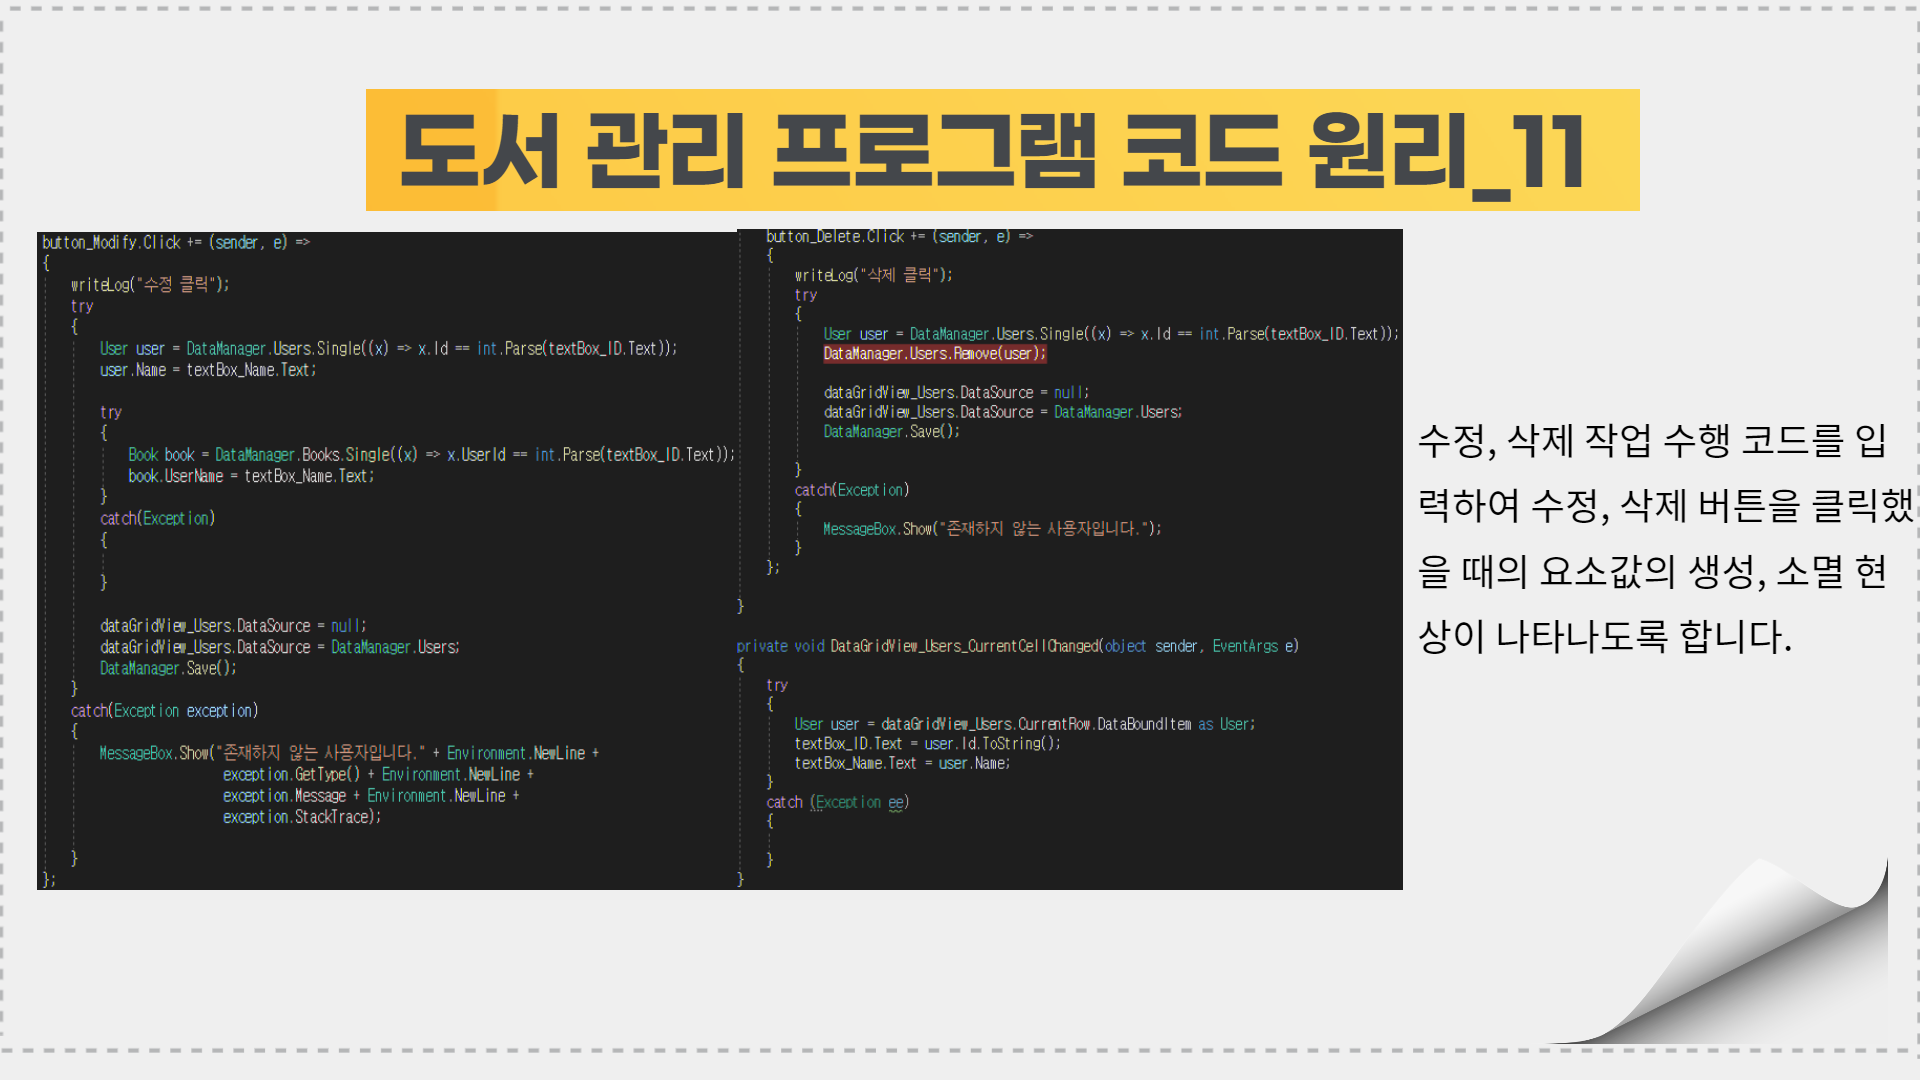 도서 관리 프로그램 코드 원리_11
button_Modify.Click += (sender, e) =>
{
writeLog("수정 클릭");
try
{
User user = DataManager.Users.Single((x) => x.Id == int.Parse(textBox_ID.Text));
user.Name = textBox_Name.Text;
try
{
Book book = DataManager.Books.Single((x) => x.UserId == int.Parse(textBox_ID.Text));
book.UserName = textBox_Name.Text;
}
catch(Exception)
{
}
dataGridView_Users.DataSource = null;
dataGridView_Users.DataSource = DataManager.Users;
DataManager.Save();
}
catch(Exception exception)
{
MessageBox.Show("존재하지 않는 사용자입니다." + Environment.NewLine +
exception.GetType() + Environment.NewLine +
exception.Message + Environment.NewLine +
exception.StackTrace);
}
};
button_Delete.Click += (sender, e) =>
{
writeLog("삭제 클릭");
try
{
User user = DataManager.Users.Single((x) => x.Id == int.Parse(textBox_ID.Text));
DataManager.Users.Remove(user);
dataGridView_Users.DataSource = null;
dataGridView_Users.DataSource = DataManager.Users;
DataManager.Save();
}
catch(Exception)
{
MessageBox.Show("존재하지 않는 사용자입니다.");
}
};
}
private void DataGridView_Users_CurrentCellChanged(object sender, EventArgs e)
{
try
{
User user = dataGridView_Users.CurrentRow.DataBoundItem as User;
textBox_ID.Text = user.Id.ToString();
textBox_Name.Text = user.Name;
}
catch (Exception ee)
{
}
}
수정, 삭제 작업 수행 코드를 입
력하여 수정, 삭제 버튼을 클릭했
을 때의 요소값의 생성, 소멸 현
상이 나타나도록 합니다.